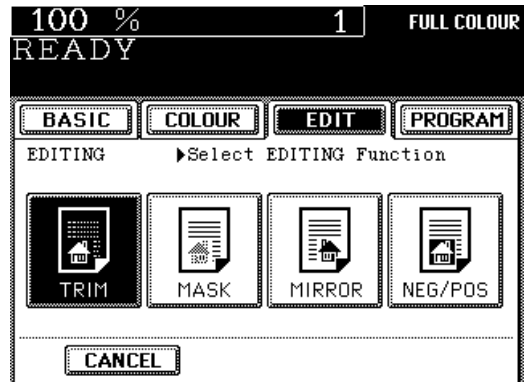 100 % 1 FULL COLOUR
READY
BASIC COLOUR EDIT PROGRAM
EDITING ▶Select EDITING Function
TRIM MASK MIRROR NEG/POS
CANCEL